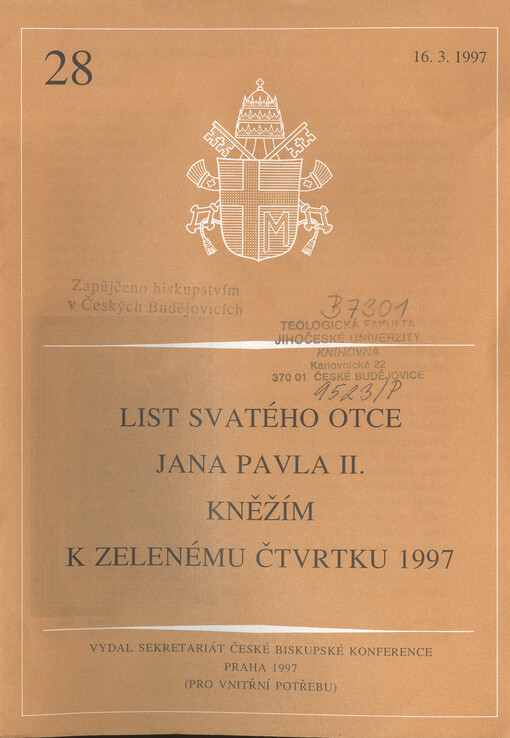 28
16. 3. 1997
M
Zapůjčeno biskupstvím
v Českých Budějovicích
B7301
TEOLOGICKÁ FAKULTA
JIHOČESKÉ UNIVERZITY
KNIHOVNA
Kanovnická 22
370 01 ČESKÉ BUDĚJOVICE
9523/P
LIST SVATÉHO OTCE
JANA PAVLA II.
KNĚŽÍM
K ZELENÉMU ČTVRTKU 1997
VYDAL SEKRETARIÁT ČESKÉ BISKUPSKÉ KONFERENCE
PRAHA 1997
(PRO VNITŘNÍ POTŘEBU)